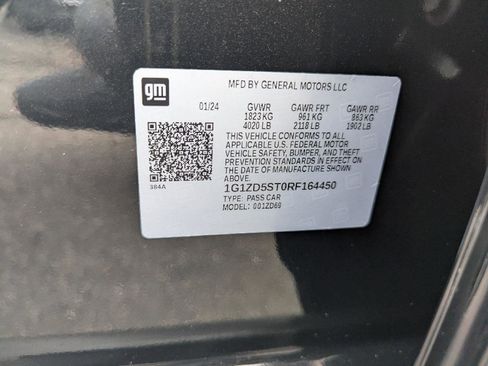 gm
MFD BY GENERAL MOTORS LLC
01/24 GVWR GAWR FRT GAWR RR
1823 KG 961 KG 863 KG
4020 LB 2118 LB 1902 LB
THIS VEHICLE CONFORMS TO ALL
APPLICABLE U.S. FEDERAL MOTOR
VEHICLE SAFETY, BUMPER, AND THEFT
PREVENTION STANDARDS IN EFFECT ON
THE DATE OF MANUFACTURE SHOWN
ABOVE.
384A
1G1ZD5ST0RF164450
TYPE: PASS CAR
MODEL: 001ZD69